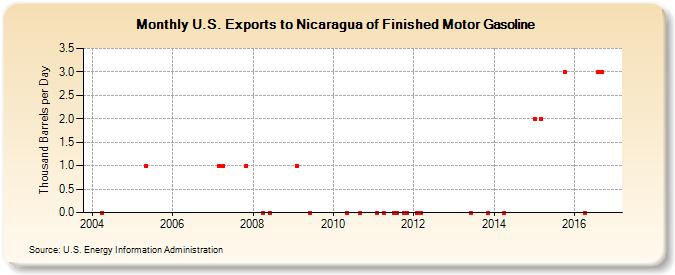 Monthly U.S. Exports to Nicaragua of Finished Motor Gasoline
Thousand Barrels per Day
3.5
3.0
2.5
2.0
1.5
1.0
0.5
0.0
2004 2006 2008 2010 2012 2014 2016
Source: U.S. Energy Information Administration